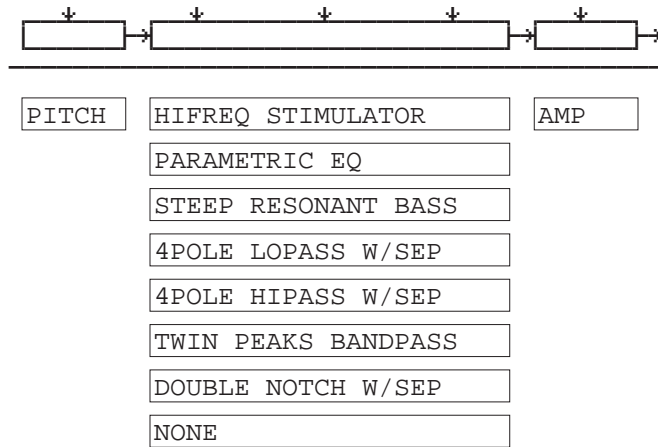 PITCH HIFREQ STIMULATOR AMP
PARAMETRIC EQ
STEEP RESONANT BASS
4POLE LOPASS W/SEP
4POLE HIPASS W/SEP
TWIN PEAKS BANDPASS
DOUBLE NOTCH W/SEP
NONE